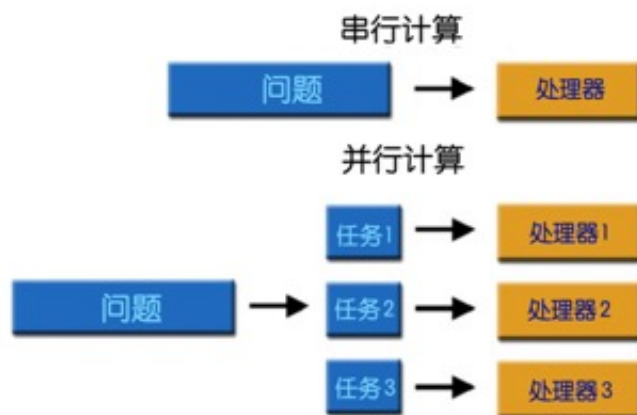 串行计算
问题 处理器
并行计算
任务1 处理器1
问题 任务2 处理器2
任务3 处理器3